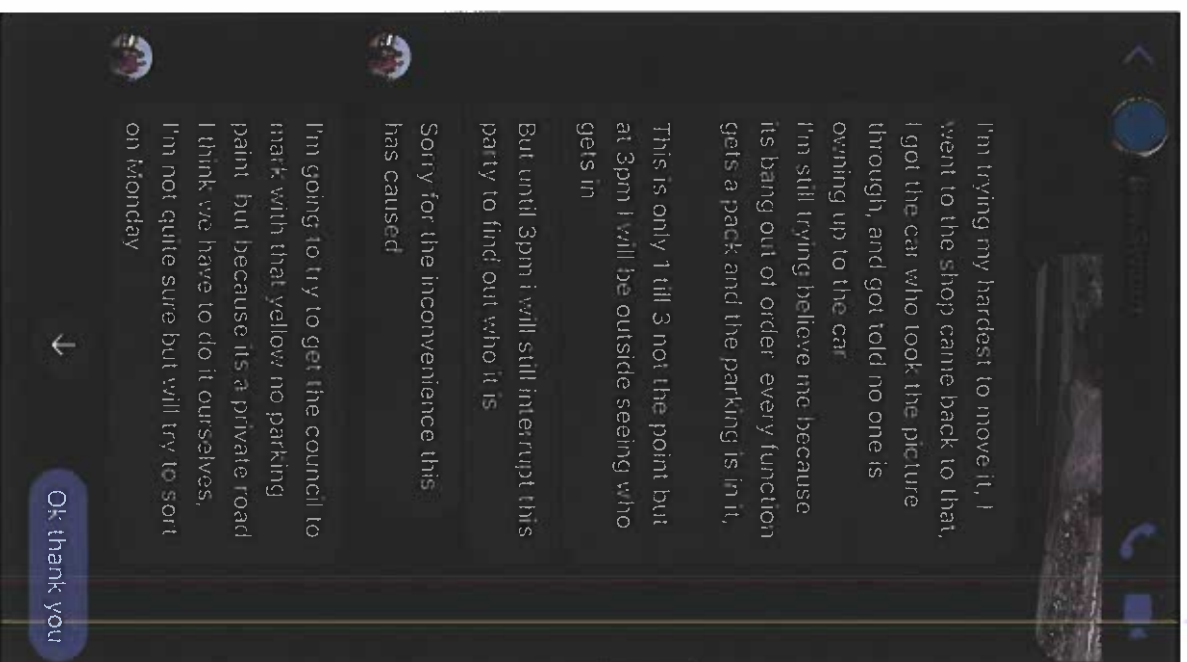 I'm trying my hardest to move it, I
went to the shop came back to that,
I got the car who took the picture
through, and got told no one is
owning up to the car
I'm still trying believe me because
its bang out of order every function
gets a pack and the parking is in it,
This is only 1 till 3 not the point but
at 3pm I will be outside seeing who
gets in
But until 3pm i will still interrupt this
party to find out who it is
Sorry for the inconvenience this
has caused
I'm going to try to get the council to
mark with that yellow no parking
paint but because its a private road
I think we have to do it ourselves,
I'm not quite sure but will try to sort
on Monday
Ok thank you